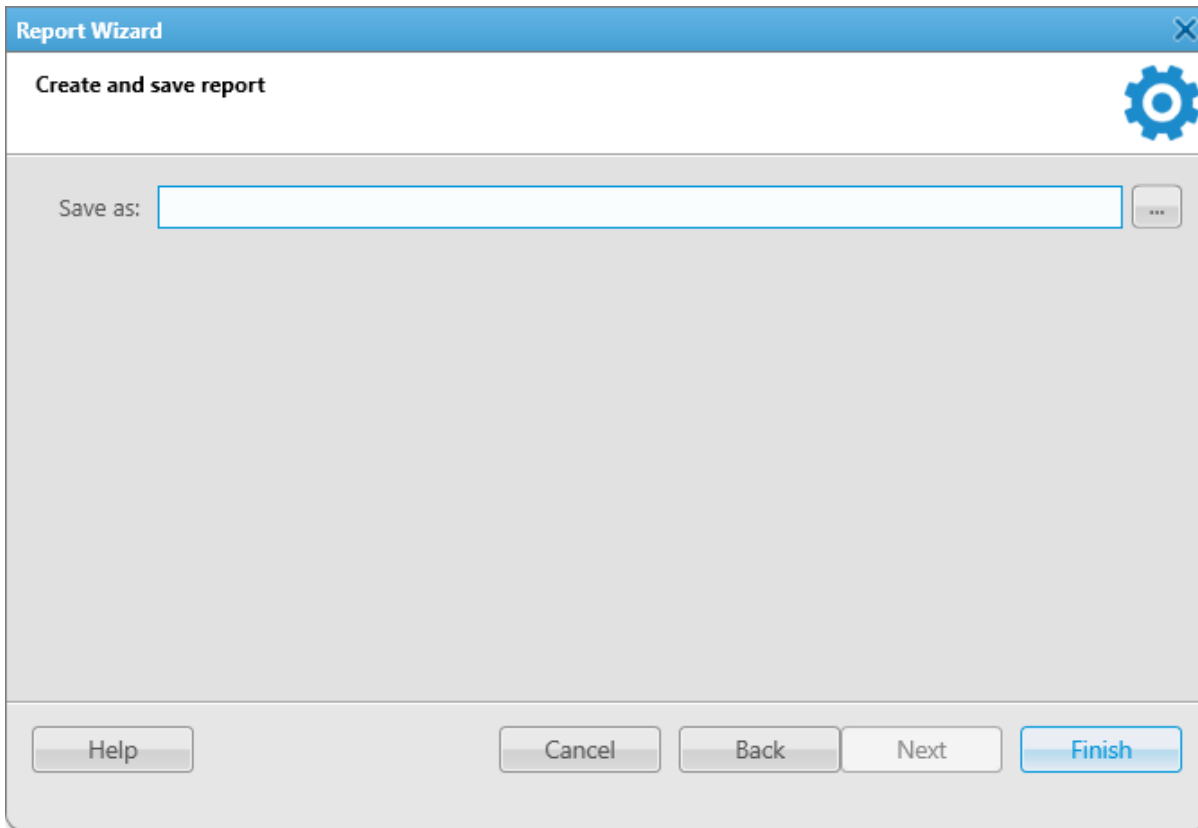 Report Wizard
Create and save report
Save as:
...
Help Cancel Back Next Finish